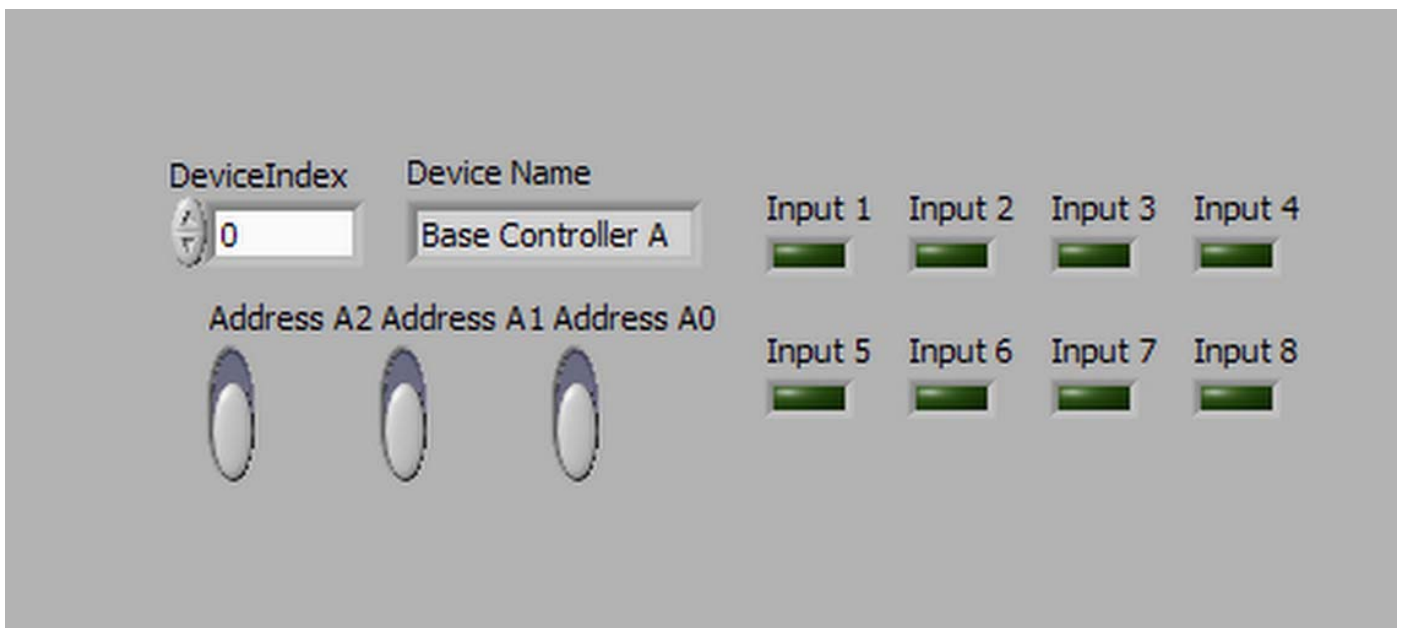 DeviceIndex
Device Name
0
Base Controller A
Address A2 Address A1 Address A0
Input 1 Input 2 Input 3 Input 4
Input 5 Input 6 Input 7 Input 8